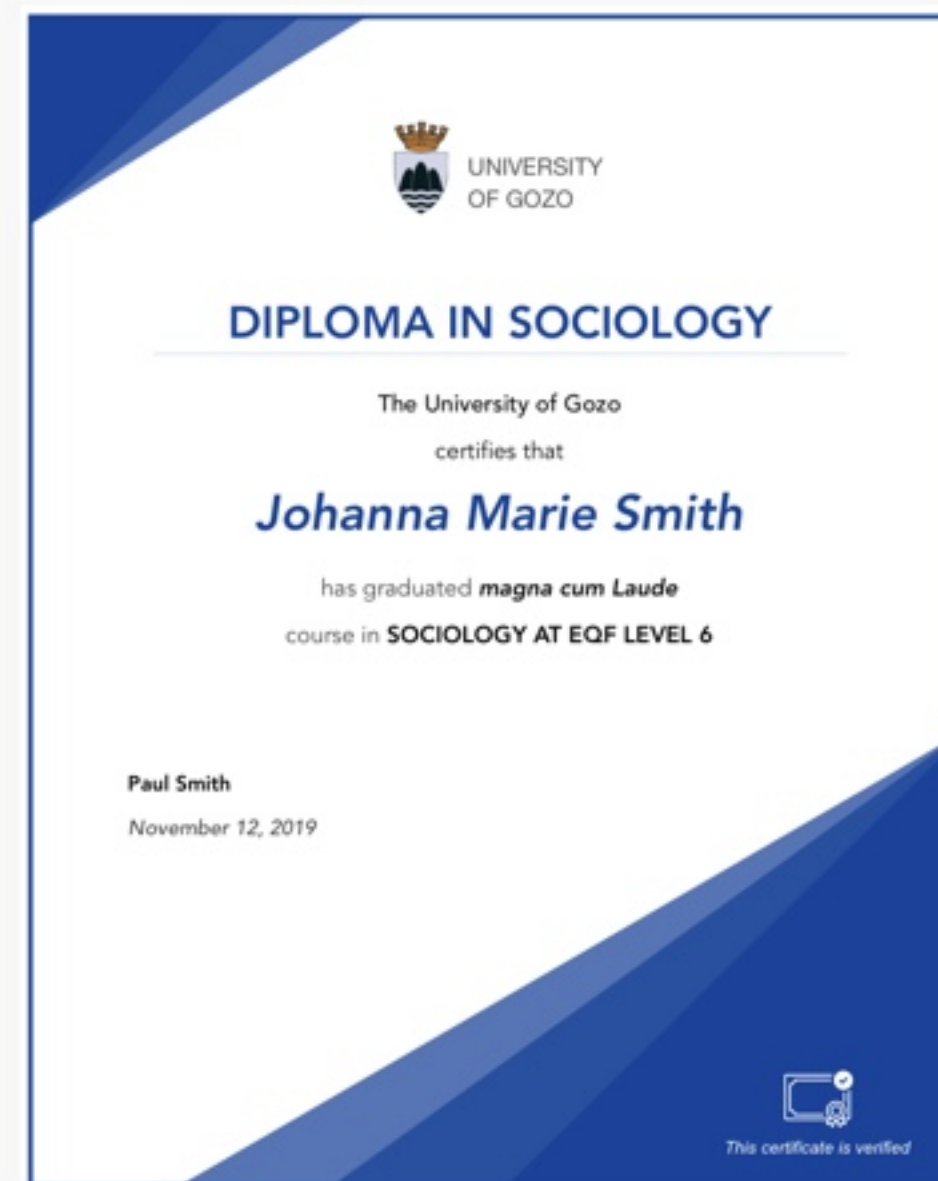 UNIVERSITY
OF GOZO
DIPLOMA IN SOCIOLOGY
The University of Gozo
certifies that
Johanna Marie Smith
has graduated magna cum Laude
course in SOCIOLOGY AT EQF LEVEL 6
Paul Smith
November 12, 2019
This certificate is verified